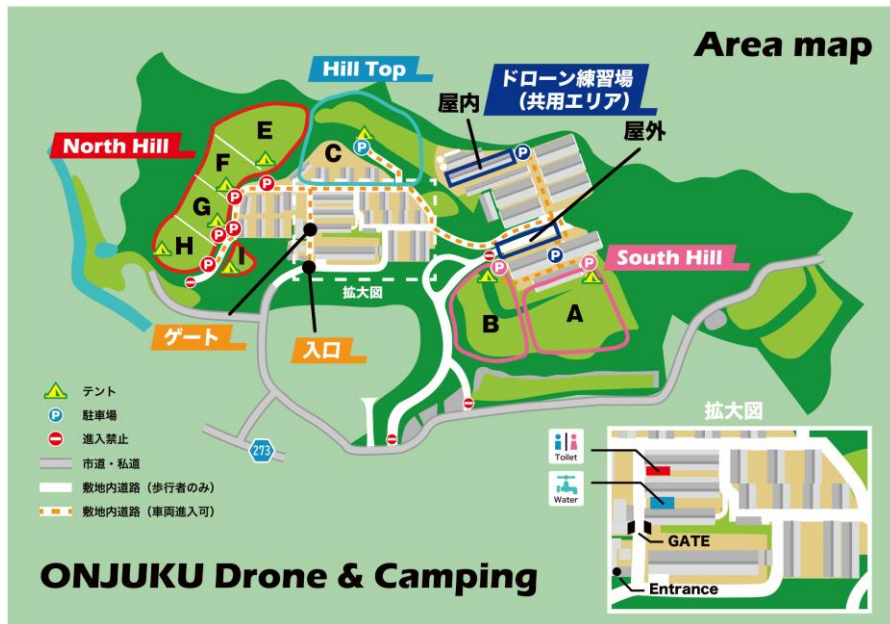 Area map
Hill Top
ドローン練習場
（共用エリア）
屋内
屋外
North Hill
E
F
C
G
H
I
P
P
P
P
P
P
P
P
P
P
P
South Hill
拡大図
B
A
ゲート
入口
テント
P
駐車場
進入禁止
273
市道・私道
敷地内道路（歩行者のみ）
敷地内道路（車両進入可）
拡大図
Toilet
Water
GATE
Entrance
ONJUKU Drone & Camping